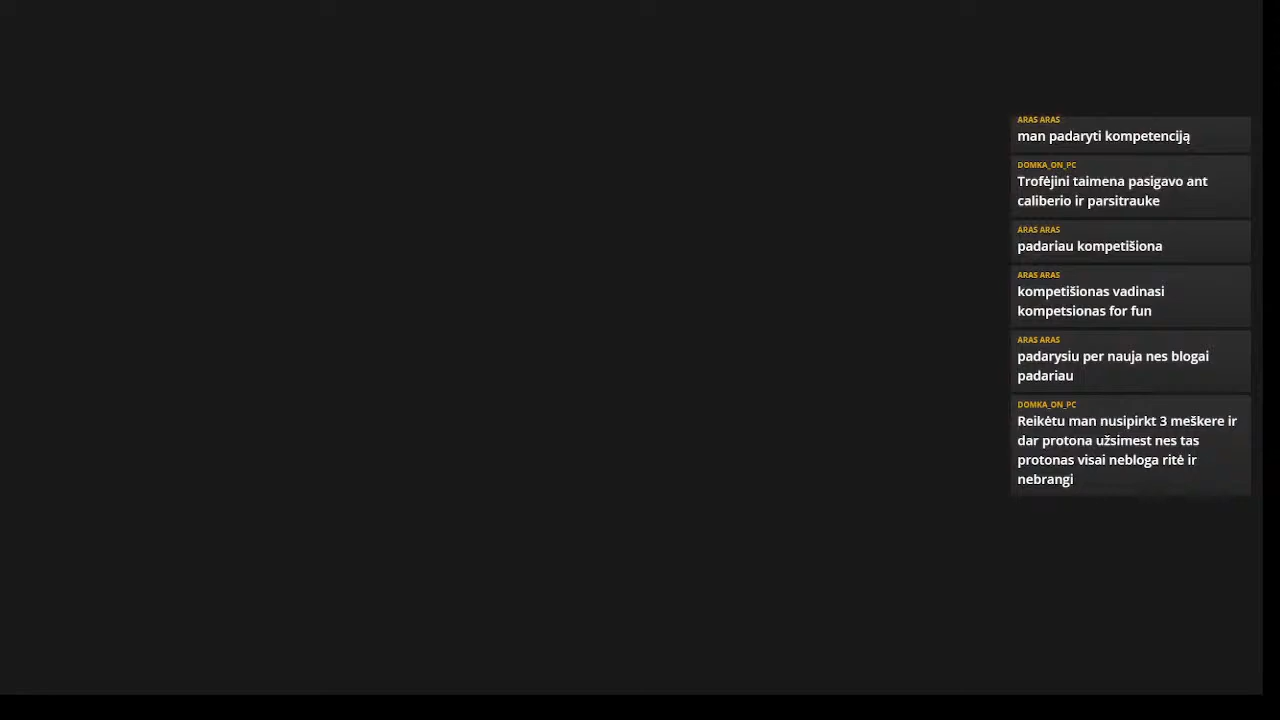 ARAS ARAS
man padaryti kompetenciją
DOMKA_ON_PC
Trofėjini taimena pasigavo ant
caliberio ir parsitrauke
ARAS ARAS
padariau kompetišiona
ARAS ARAS
kompetišionas vadinasi
kompetsionas for fun
ARAS ARAS
padarysiu per nauja nes blogai
padariau
DOMKA_ON_PC
Reikėtu man nusipirkt 3 meškere ir
dar protona užsimest nes tas
protonas visai nebloga ritė ir
nebrangi